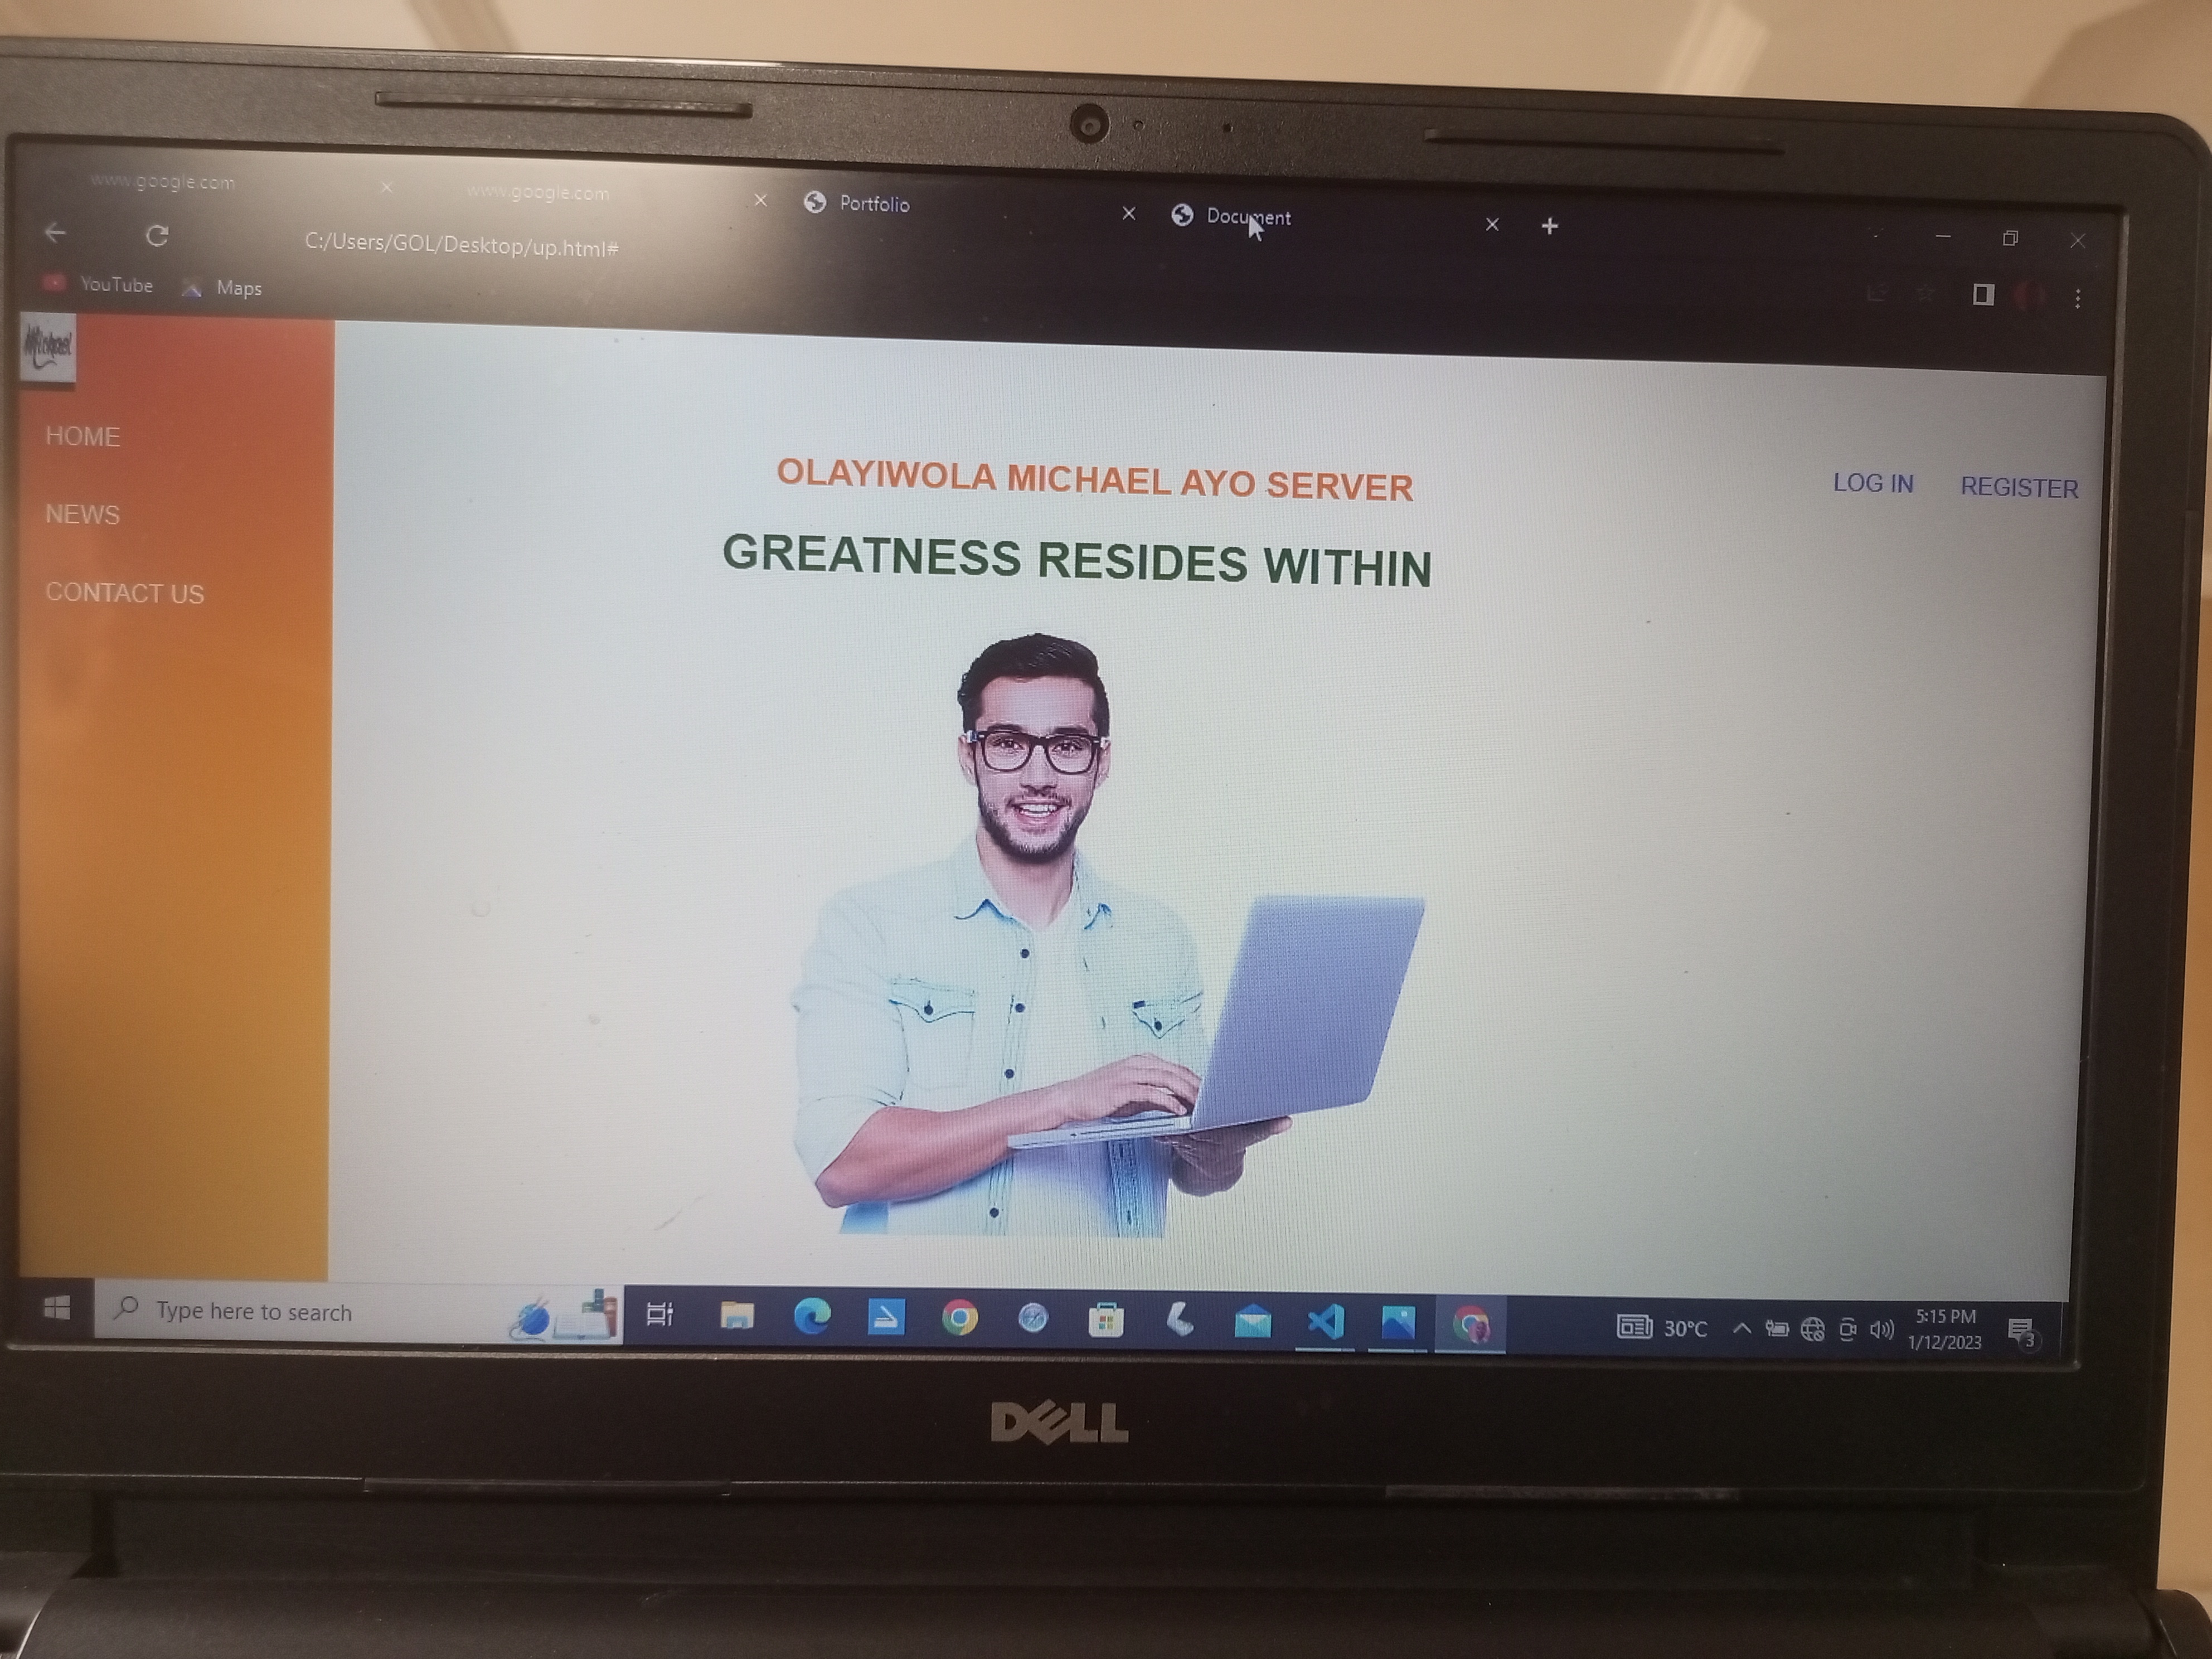 www.google.com
www.google.com
Portfolio
Document
C:/Users/GOL/Desktop/up.html#
YouTube
Maps
Michael
HOME
NEWS
CONTACT US
OLAYIWOLA MICHAEL AYO SERVER
GREATNESS RESIDES WITHIN
LOG IN
REGISTER
Type here to search
30°C
5:15 PM
1/12/2023
3
DELL